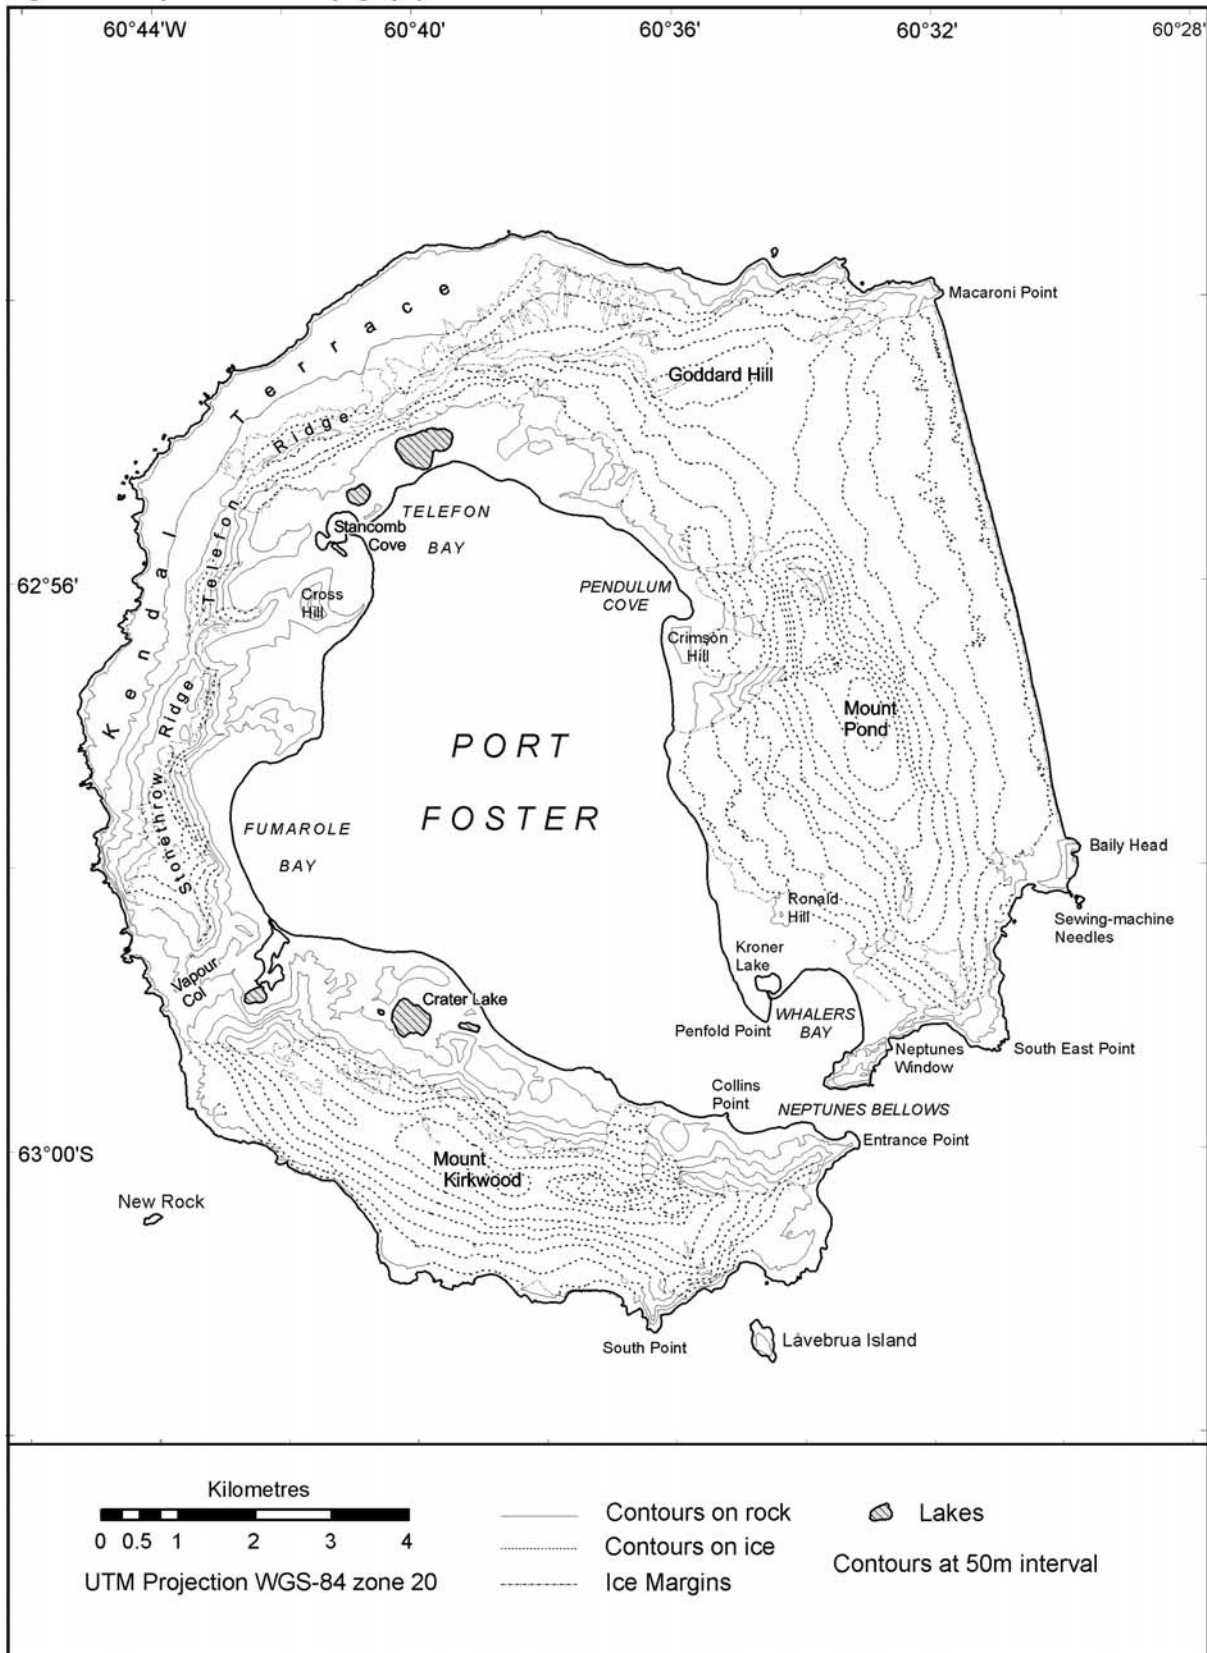 60°44'W 60°40' 60°36' 60°32' 60°28'
Macaroni Point
Kendal Terrace
Goddard Hill
Telefon Ridge
TELEFON
BAY
Stancomb
Cove
62°56'
PENDULUM
COVE
Cross
Hill
Crimson
Hill
Stonethrow Ridge
Mount
Pond
PORT
FOSTER
FUMAROLE
BAY
Baily Head
Ronald
Hill
Sewing-machine
Needles
Kroner
Lake
Vapour
Col
Crater Lake
WHALERS
BAY
Penfold Point
Neptunes
Window
South East Point
Collins
Point
NEPTUNES BELLOWS
Entrance Point
63°00'S
Mount
Kirkwood
New Rock
South Point
Låvebrua Island
Kilometres
0 0.5 1 2 3 4
UTM Projection WGS-84 zone 20
Contours on rock
Contours on ice
Ice Margins
Lakes
Contours at 50m interval